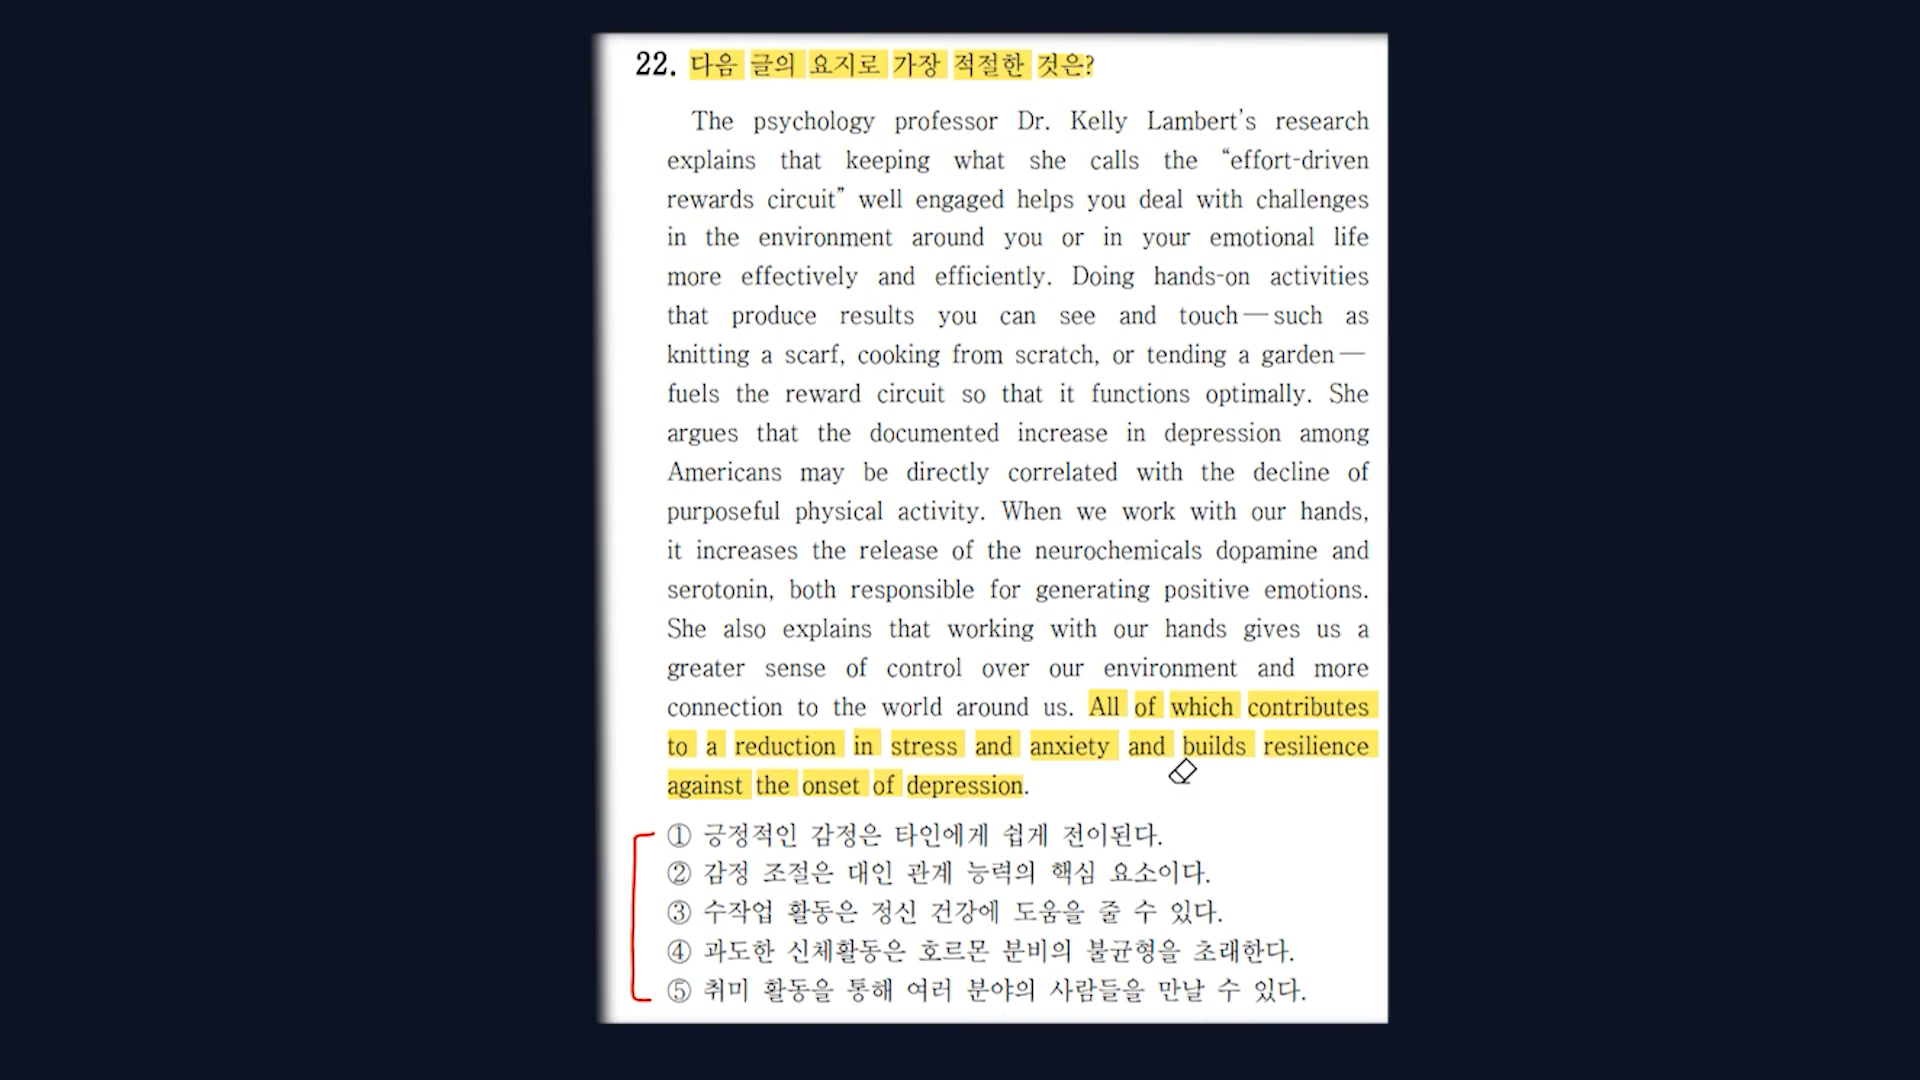 22. 다음 글의 요지로 가장 적절한 것은?
The psychology professor Dr. Kelly Lambert's research
explains that keeping what she calls the “effort-driven
rewards circuit” well engaged helps you deal with challenges
in the environment around you or in your emotional life
more effectively and efficiently. Doing hands-on activities
that produce results you can see and touch—such as
knitting a scarf, cooking from scratch, or tending a garden—
fuels the reward circuit so that it functions optimally. She
argues that the documented increase in depression among
Americans may be directly correlated with the decline of
purposeful physical activity. When we work with our hands,
it increases the release of the neurochemicals dopamine and
serotonin, both responsible for generating positive emotions.
She also explains that working with our hands gives us a
greater sense of control over our environment and more
connection to the world around us. All of which contributes
to a reduction in stress and anxiety and builds resilience
against the onset of depression.
① 긍정적인 감정은 타인에게 쉽게 전이된다.
② 감정 조절은 대인 관계 능력의 핵심 요소이다.
③ 수작업 활동은 정신 건강에 도움을 줄 수 있다.
④ 과도한 신체활동은 호르몬 분비의 불균형을 초래한다.
⑤ 취미 활동을 통해 여러 분야의 사람들을 만날 수 있다.